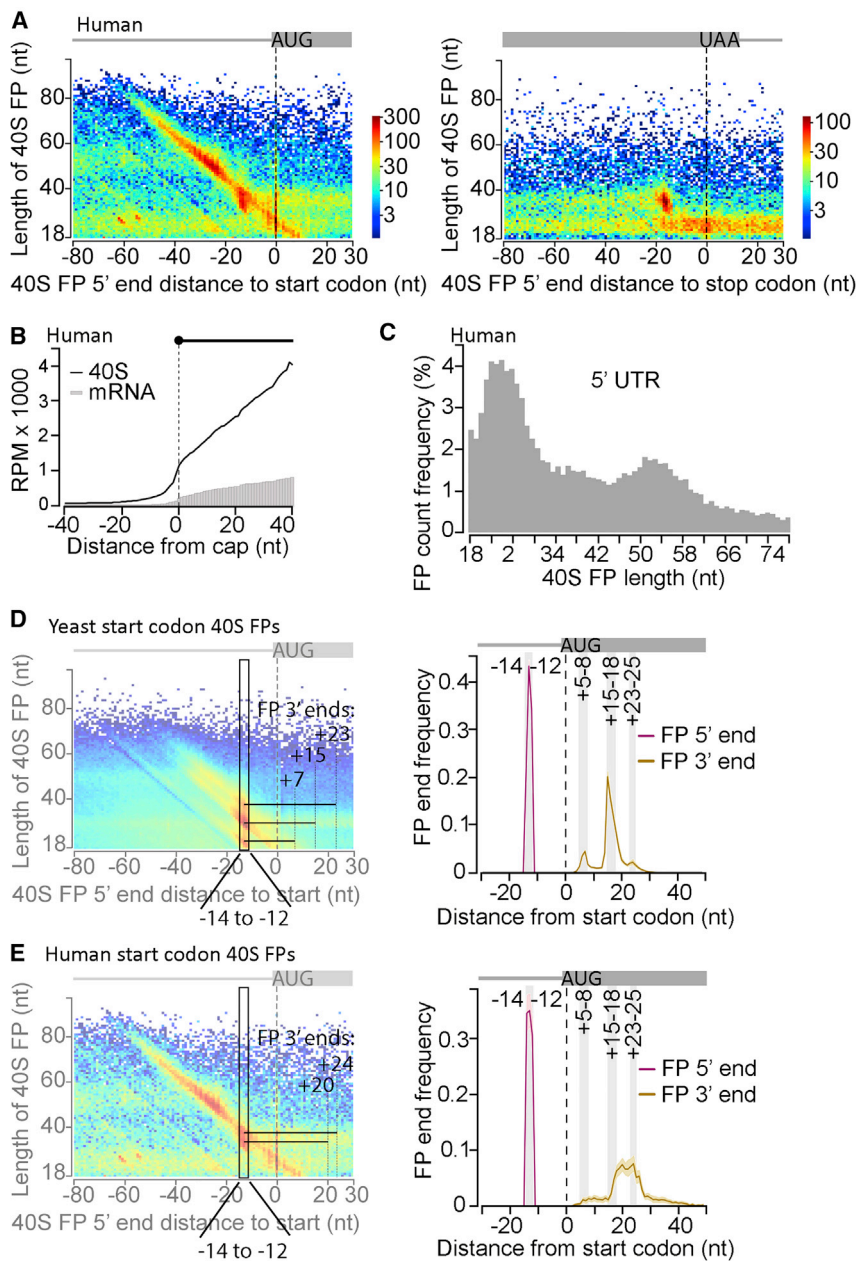 A
Human
AUG
UAA
Length of 40S FP (nt)
80
60
40
18
-80 -60 -40 -20 0 20 30
40S FP 5' end distance to start codon (nt)
300
100
30
10
3
Length of 40S FP (nt)
80
60
40
18
-80 -60 -40 -20 0 20 30
40S FP 5' end distance to stop codon (nt)
100
30
10
3
B
Human
40S
mRNA
RPM x 1000
4
3
2
1
0
-40 -20 0 20 40
Distance from cap (nt)
C
Human
5' UTR
FP count frequency (%)
4
3
2
1
0
18 2 34 42 50 58 66 74
40S FP length (nt)
D
Yeast start codon 40S FPs
AUG
Length of 40S FP (nt)
80
60
40
18
FP 3' ends:
+23
+15
+7
-80 -60 -40 -20 0 20 30
40S FP 5' end distance to start (nt)
-14 to -12
AUG
-14 -12
+5-8
+15-18
+23-25
FP 5' end
FP 3' end
FP end frequency
0.4
0.3
0.2
0.1
0
-20 0 20 40
Distance from start codon (nt)
E
Human start codon 40S FPs
AUG
Length of 40S FP (nt)
80
60
40
18
FP 3' ends:
+24
+20
-80 -60 -40 -20 0 20 30
40S FP 5' end distance to start (nt)
-14 to -12
AUG
-14 -12
+5-8
+15-18
+23-25
FP 5' end
FP 3' end
FP end frequency
0.3
0.2
0.1
0
-20 0 20 40
Distance from start codon (nt)